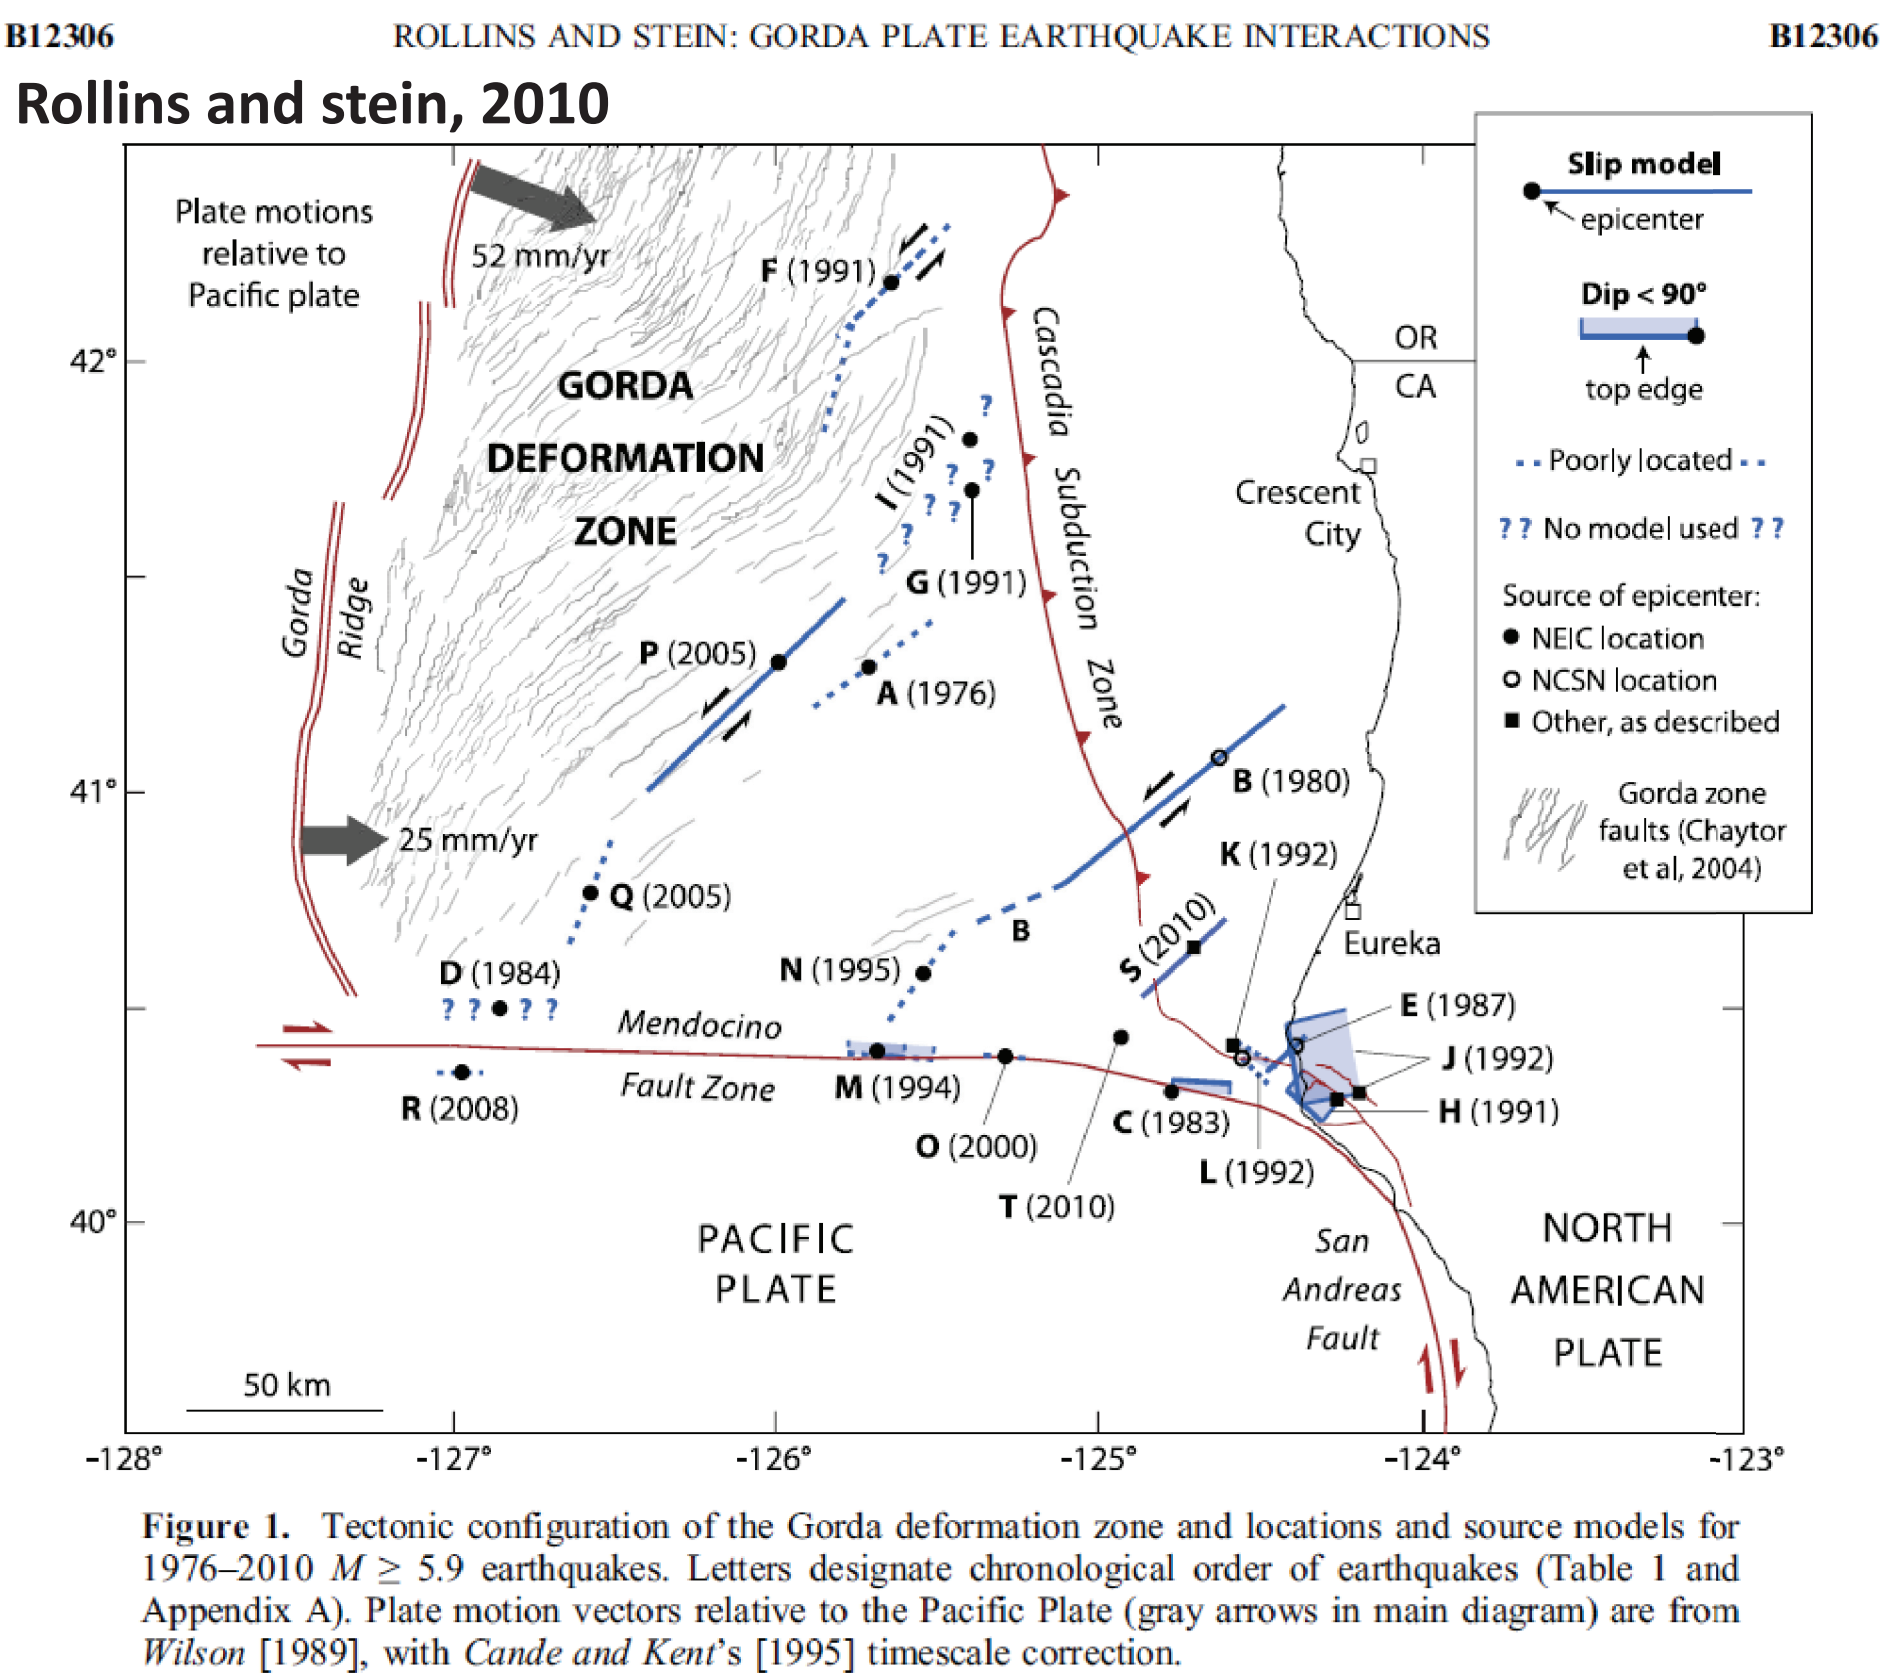 B12306 ROLLINS AND STEIN: GORDA PLATE EARTHQUAKE INTERACTIONS B12306
Rollins and stein, 2010
Plate motions
relative to
Pacific plate
52 mm/yr
F (1991)
GORDA
DEFORMATION
ZONE
I (1991)
?
? ?
? ?
?
?
G (1991)
Cascadia Subduction Zone
OR
CA
Crescent
City
Gorda
Ridge
P (2005)
A (1976)
B (1980)
25 mm/yr
K (1992)
Q (2005)
B
S (2010)
Eureka
N (1995)
D (1984)
? ? ? ?
E (1987)
Mendocino
Fault Zone
J (1992)
M (1994)
R (2008)
H (1991)
C (1983)
O (2000)
L (1992)
T (2010)
PACIFIC
PLATE
San
Andreas
Fault
NORTH
AMERICAN
PLATE
50 km
42°
41°
40°
-128° -127° -126° -125° -124° -123°
Slip model
epicenter
Dip < 90°
top edge
Poorly located
? ? No model used ? ?
Source of epicenter:
NEIC location
NCSN location
Other, as described
Gorda zone
faults (Chaytor
et al, 2004)
Figure 1. Tectonic configuration of the Gorda deformation zone and locations and source models for
1976–2010 M ≥ 5.9 earthquakes. Letters designate chronological order of earthquakes (Table 1 and
Appendix A). Plate motion vectors relative to the Pacific Plate (gray arrows in main diagram) are from
Wilson [1989], with Cande and Kent's [1995] timescale correction.